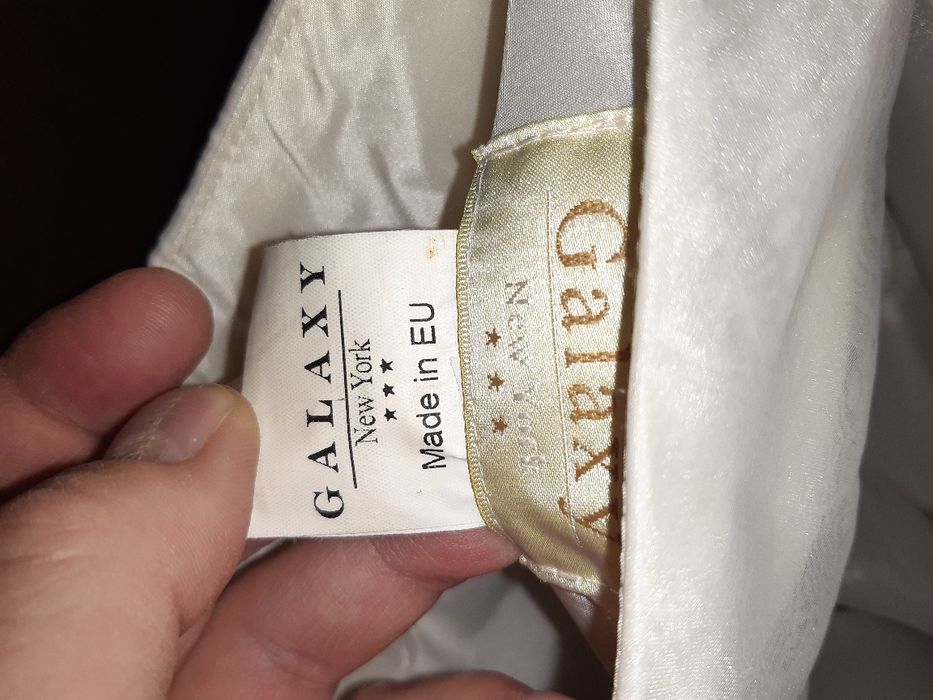 GALAXY
New York
★★★
Made in EU
Galaxy
New York
★★★